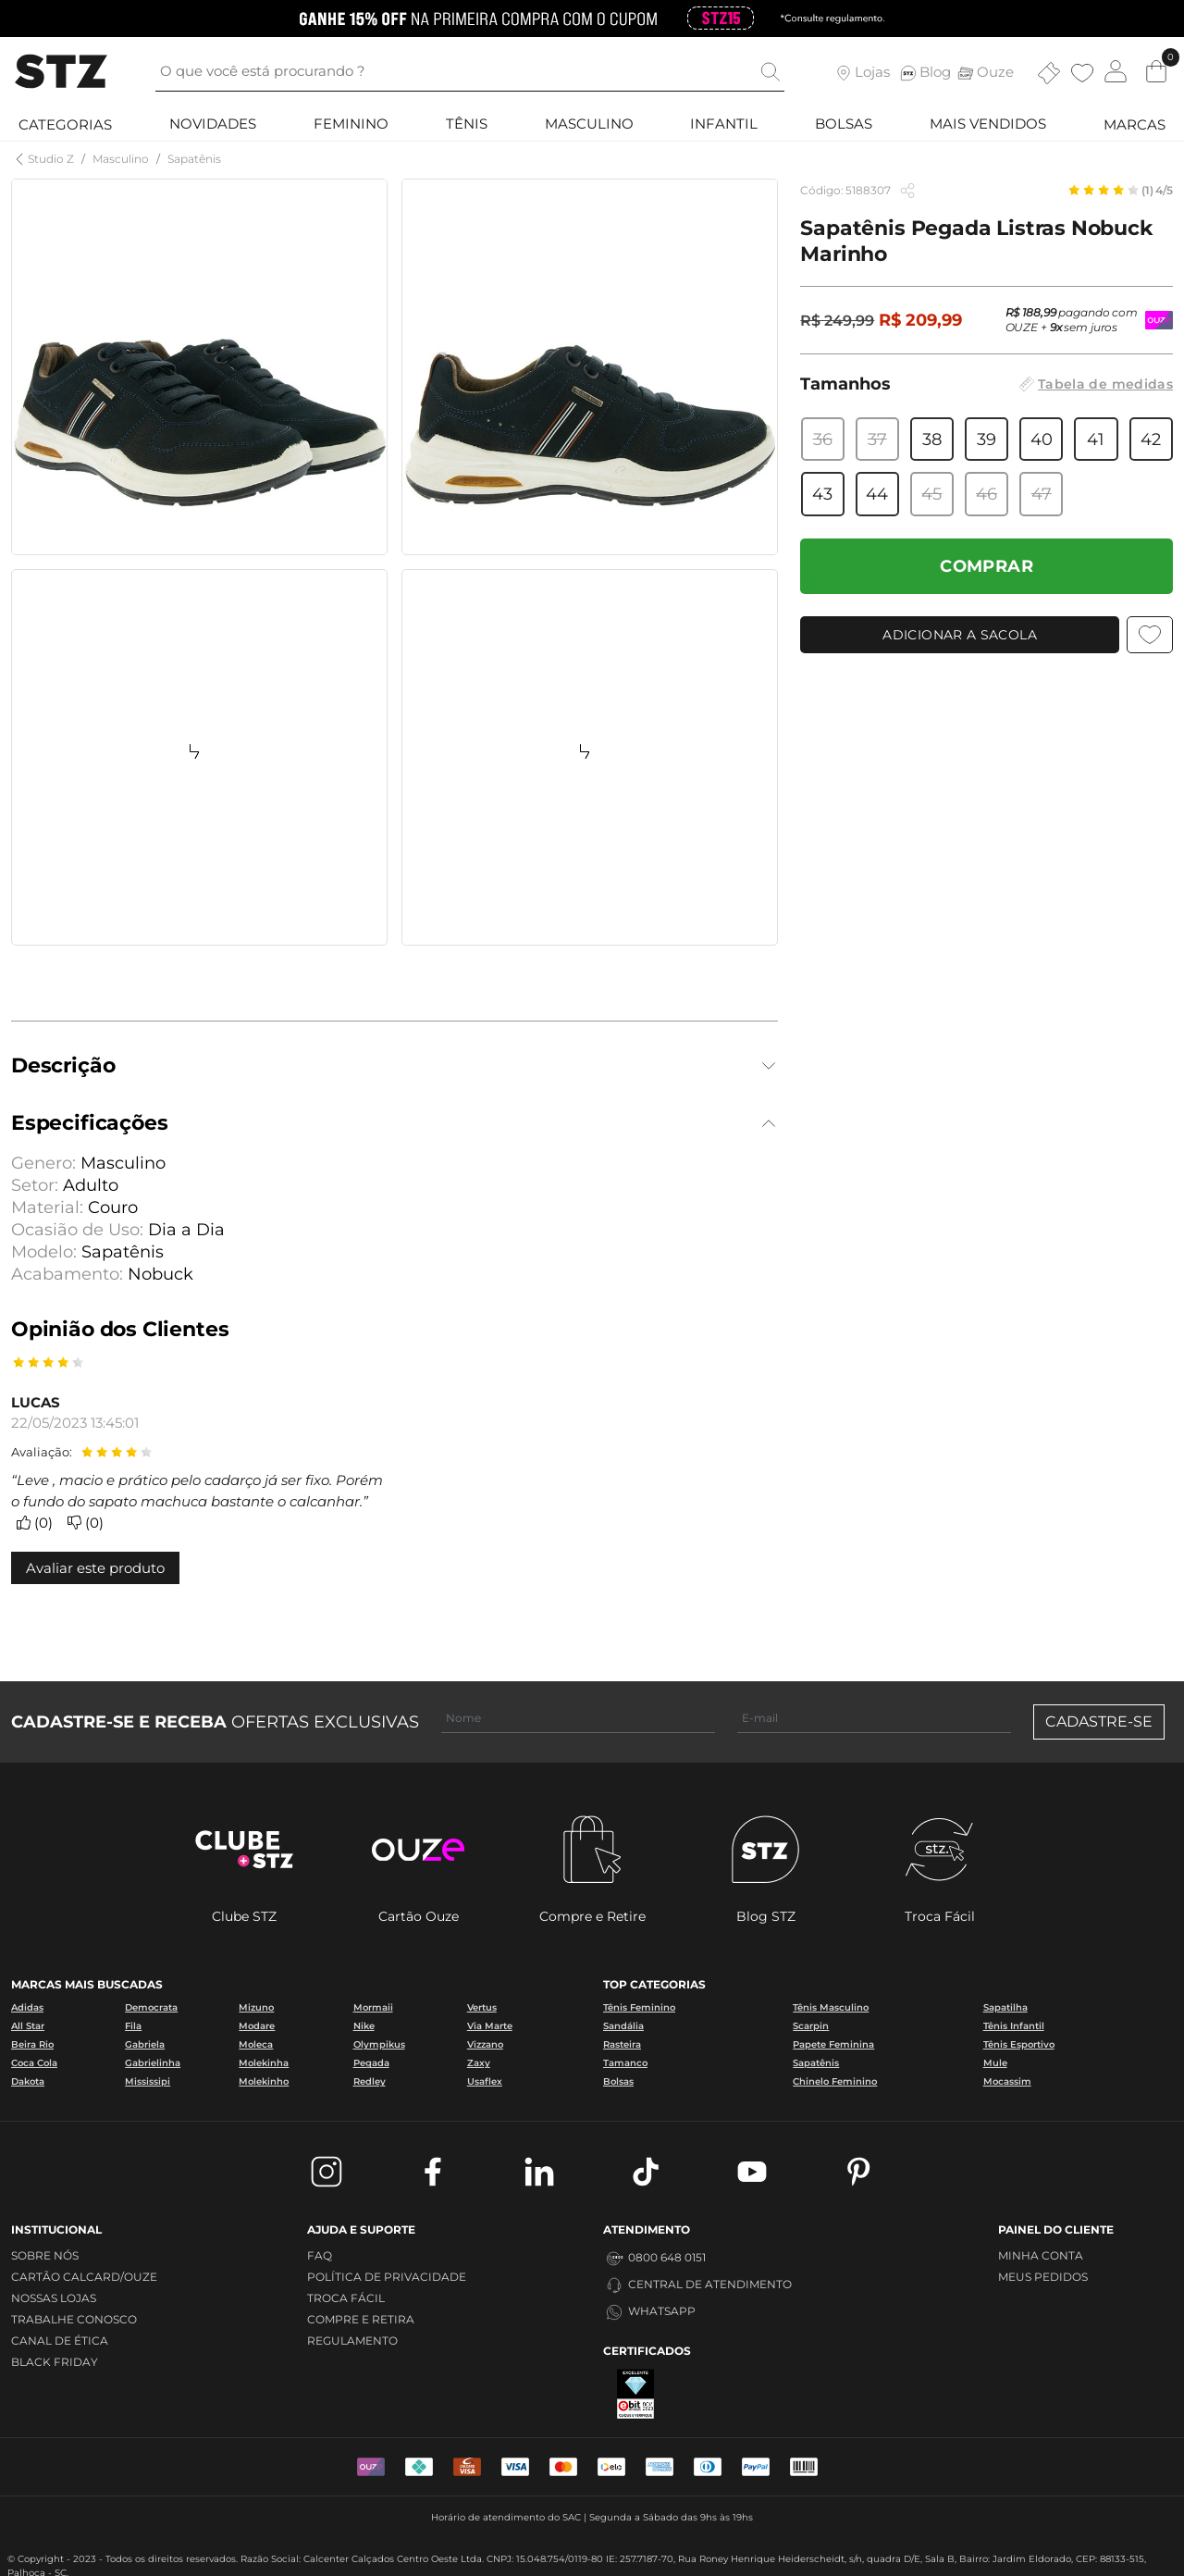 GANHE 15% OFF NA PRIMEIRA COMPRA COM O CUPOM STZ15 *Consulte regulamento.
STZ
O que você está procurando ?
Lojas Blog Ouze 0
CATEGORIAS NOVIDADES FEMININO TÊNIS MASCULINO INFANTIL BOLSAS MAIS VENDIDOS MARCAS
Studio Z / Masculino / Sapatênis
Código: 5188307 (1) 4/5
Sapatênis Pegada Listras Nobuck
Marinho
R$ 249,99 R$ 209,99
R$ 188,99 pagando com
OUZE + 9x sem juros
Tamanhos Tabela de medidas
36 37 38 39 40 41 42
43 44 45 46 47
COMPRAR
ADICIONAR A SACOLA
Descrição
Especificações
Genero: Masculino
Setor: Adulto
Material: Couro
Ocasião de Uso: Dia a Dia
Modelo: Sapatênis
Acabamento: Nobuck
Opinião dos Clientes
LUCAS
22/05/2023 13:45:01
Avaliação:
“Leve , macio e prático pelo cadarço já ser fixo. Porém
o fundo do sapato machuca bastante o calcanhar.”
(0) (0)
Avaliar este produto
CADASTRE-SE E RECEBA OFERTAS EXCLUSIVAS Nome E-mail CADASTRE-SE
CLUBE
+STZ
ouze
STZ
stz.
Clube STZ Cartão Ouze Compre e Retire Blog STZ Troca Fácil
MARCAS MAIS BUSCADAS TOP CATEGORIAS
Adidas Democrata Mizuno Mormaii Vertus Tênis Feminino Tênis Masculino Sapatilha
All Star Fila Modare Nike Via Marte Sandália Scarpin Tênis Infantil
Beira Rio Gabriela Moleca Olympikus Vizzano Rasteira Papete Feminina Tênis Esportivo
Coca Cola Gabrielinha Molekinha Pegada Zaxy Tamanco Sapatênis Mule
Dakota Mississipi Molekinho Redley Usaflex Bolsas Chinelo Feminino Mocassim
INSTITUCIONAL
SOBRE NÓS
CARTÃO CALCARD/OUZE
NOSSAS LOJAS
TRABALHE CONOSCO
CANAL DE ÉTICA
BLACK FRIDAY
AJUDA E SUPORTE
FAQ
POLÍTICA DE PRIVACIDADE
TROCA FÁCIL
COMPRE E RETIRA
REGULAMENTO
ATENDIMENTO
0800 648 0151
CENTRAL DE ATENDIMENTO
WHATSAPP
CERTIFICADOS
EXCELENTE
ebit
PAINEL DO CLIENTE
MINHA CONTA
MEUS PEDIDOS
OUZ VISA VISA elo PayPal
Horário de atendimento do SAC | Segunda a Sábado das 9hs às 19hs
© Copyright - 2023 - Todos os direitos reservados. Razão Social: Calcenter Calçados Centro Oeste Ltda. CNPJ: 15.048.754/0119-80 IE: 257.7187-70, Rua Roney Henrique Heiderscheidt, s/n, quadra D/E, Sala B, Bairro: Jardim Eldorado, CEP: 88133-515,
Palhoça - SC.